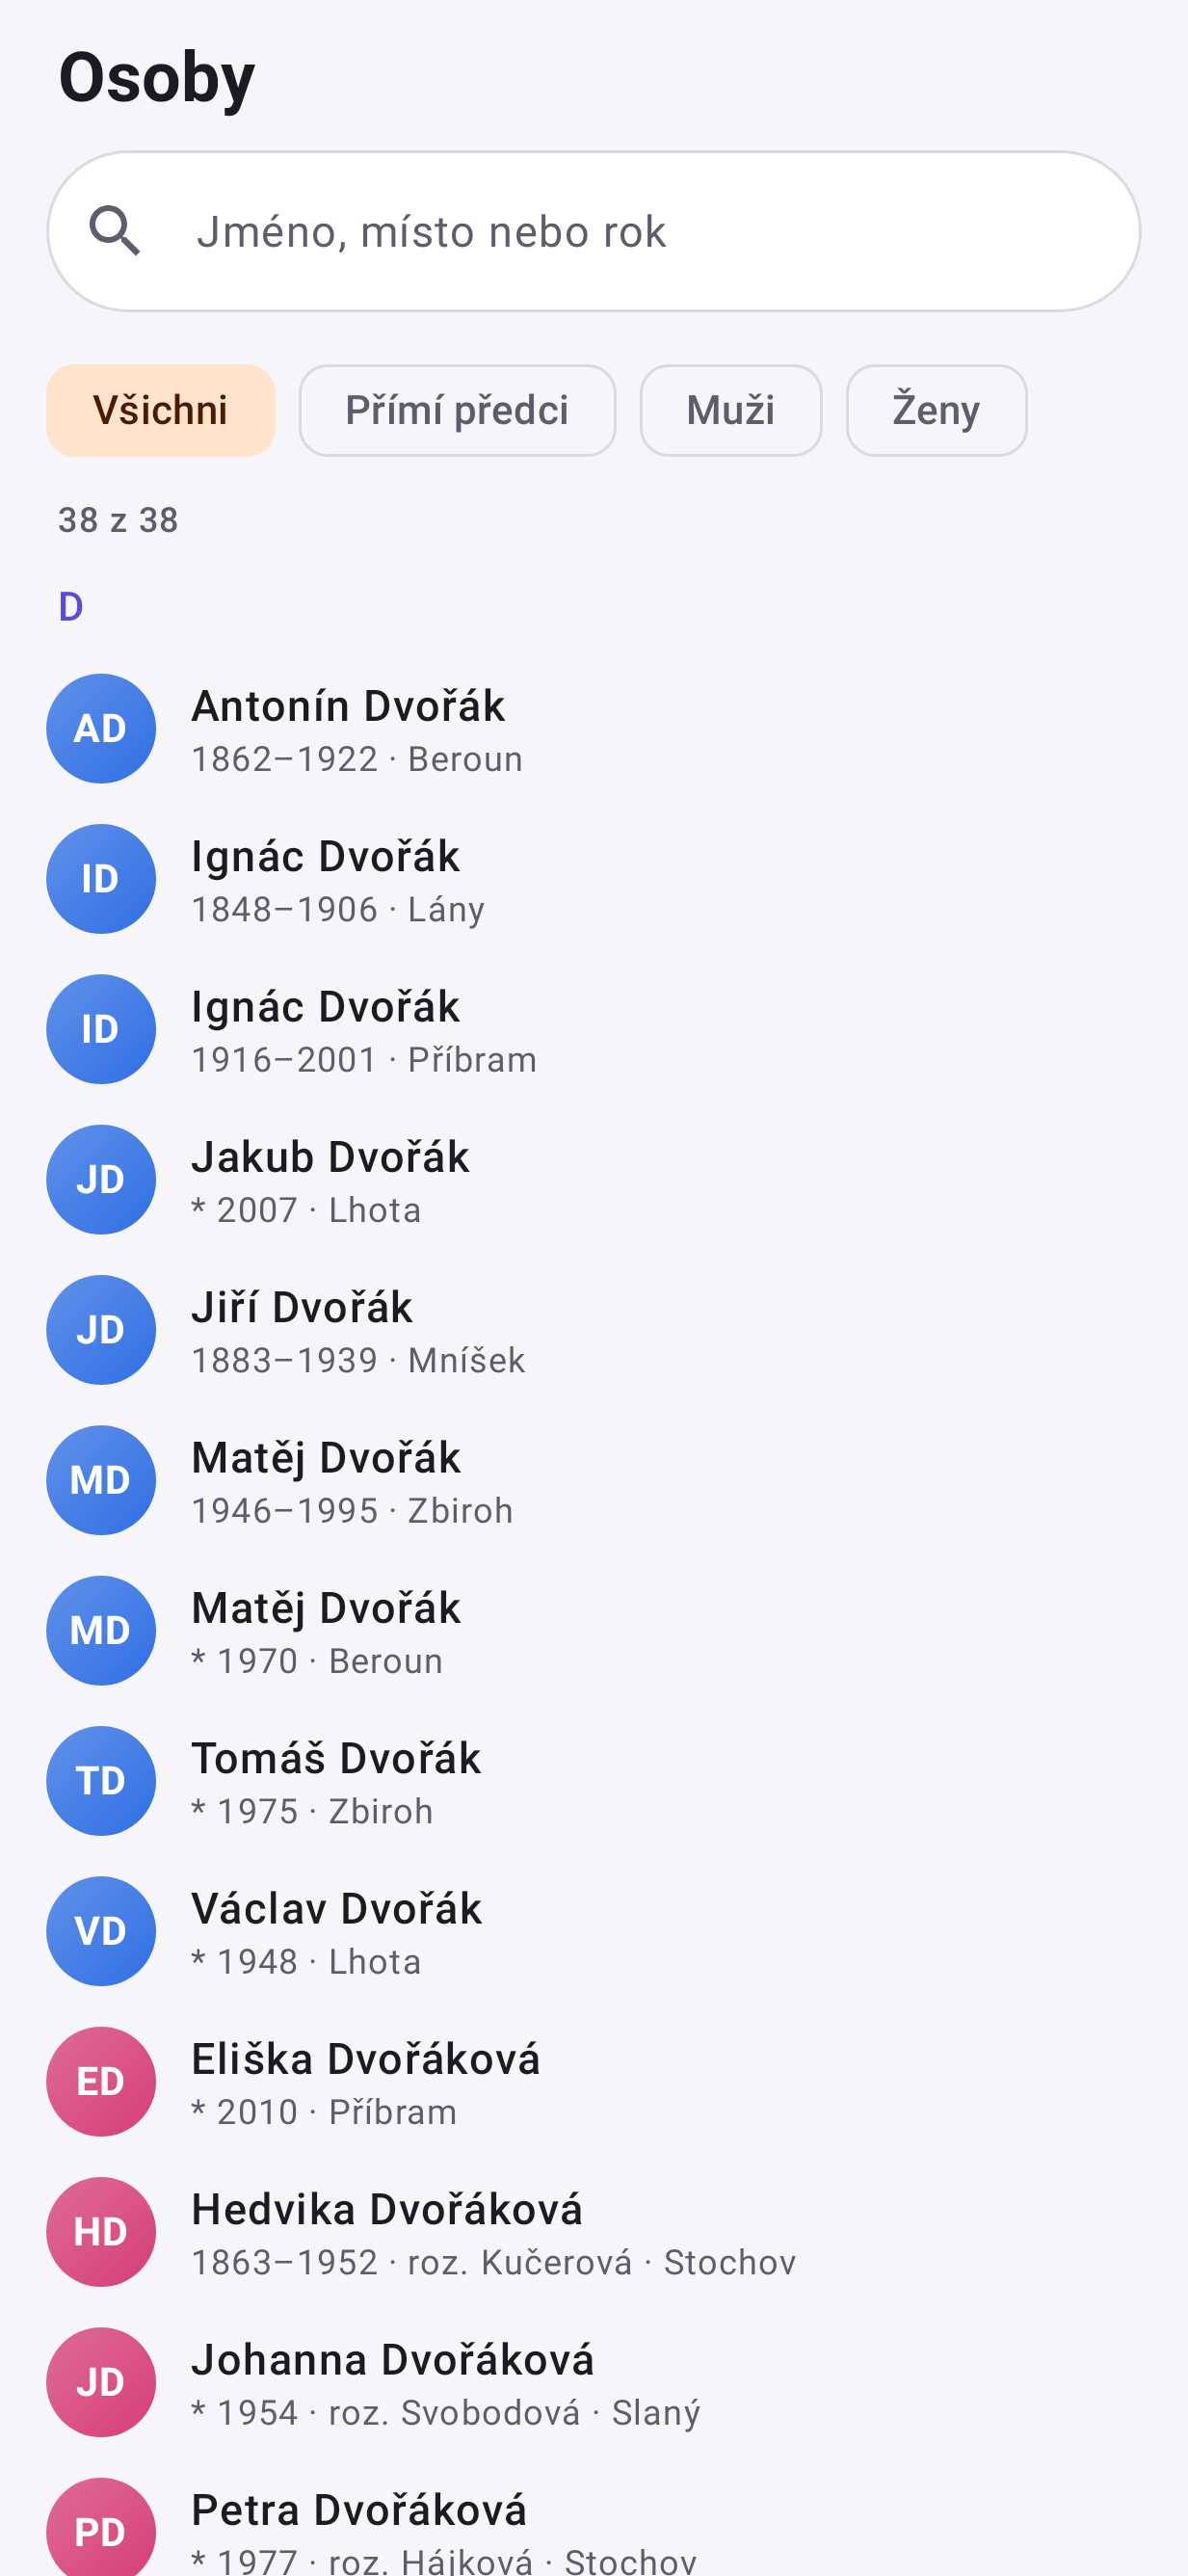 Osoby
Jméno, místo nebo rok
Všichni
Přímí předci
Muži
Ženy
38 z 38
D
AD
Antonín Dvořák
1862–1922 · Beroun
ID
Ignác Dvořák
1848–1906 · Lány
ID
Ignác Dvořák
1916–2001 · Příbram
JD
Jakub Dvořák
* 2007 · Lhota
JD
Jiří Dvořák
1883–1939 · Mníšek
MD
Matěj Dvořák
1946–1995 · Zbiroh
MD
Matěj Dvořák
* 1970 · Beroun
TD
Tomáš Dvořák
* 1975 · Zbiroh
VD
Václav Dvořák
* 1948 · Lhota
ED
Eliška Dvořáková
* 2010 · Příbram
HD
Hedvika Dvořáková
1863–1952 · roz. Kučerová · Stochov
JD
Johanna Dvořáková
* 1954 · roz. Svobodová · Slaný
PD
Petra Dvořáková
* 1977 · roz. Hájková · Stochov